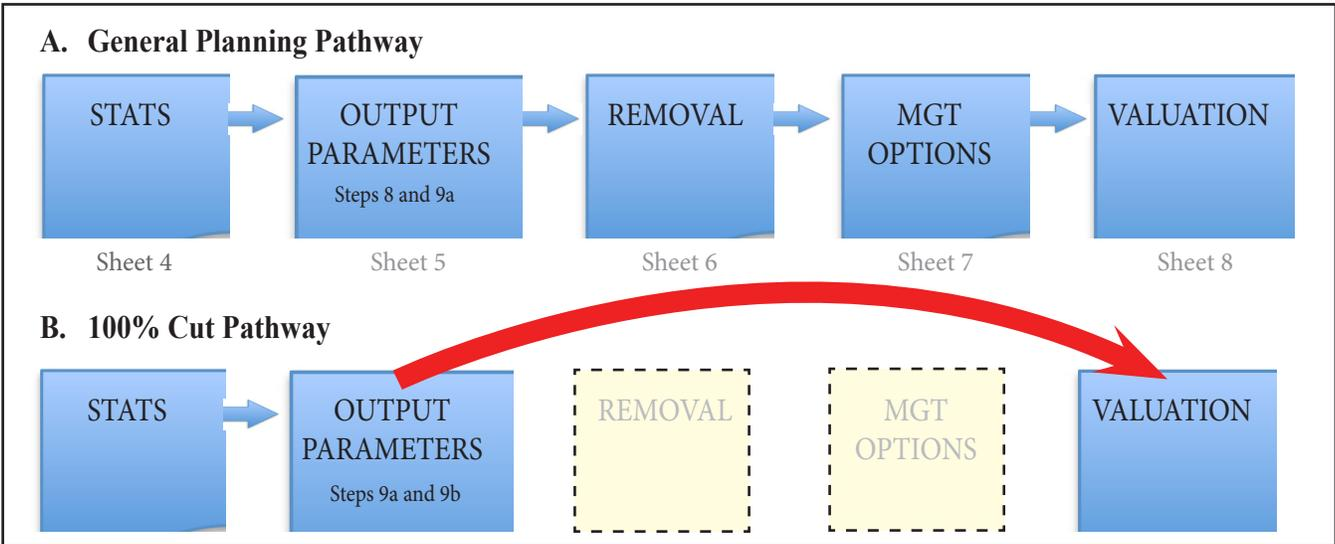 A. General Planning Pathway
STATS
OUTPUT
PARAMETERS
Steps 8 and 9a
REMOVAL
MGT
OPTIONS
VALUATION
Sheet 4
Sheet 5
Sheet 6
Sheet 7
Sheet 8
B. 100% Cut Pathway
STATS
OUTPUT
PARAMETERS
Steps 9a and 9b
REMOVAL
MGT
OPTIONS
VALUATION